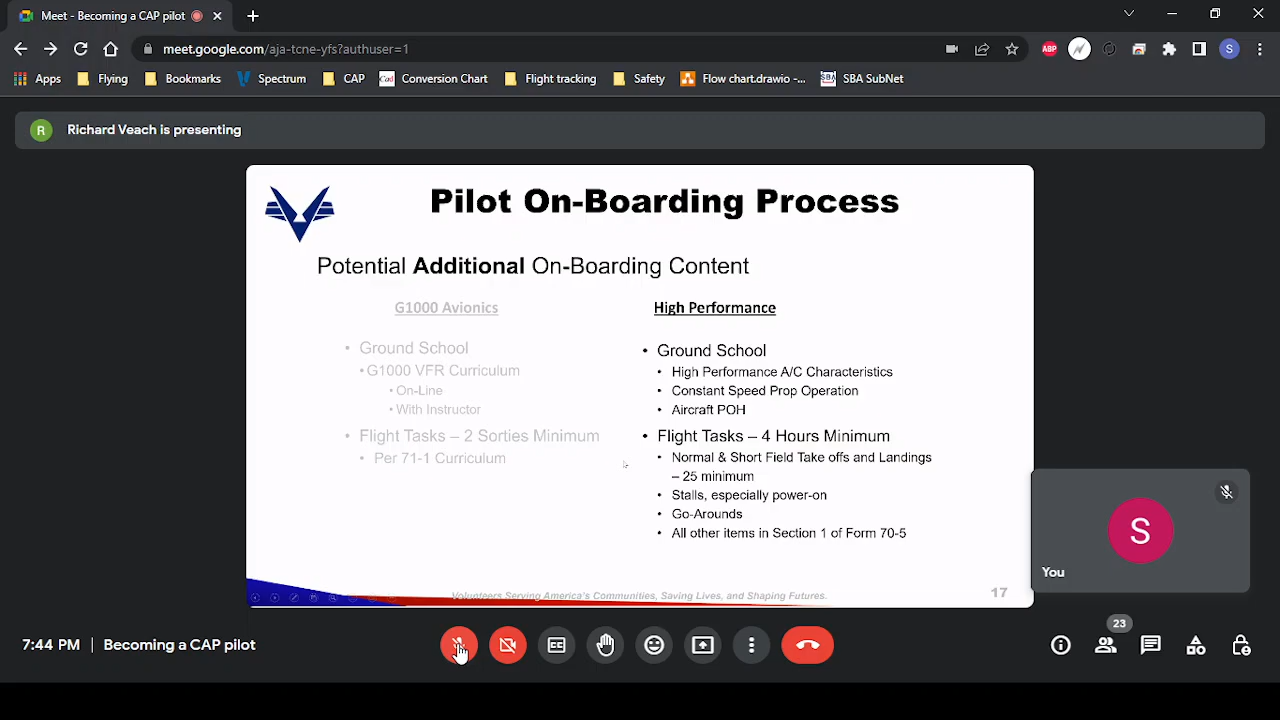 Meet - Becoming a CAP pilot
meet.google.com/aja-tcne-yfs?authuser=1
ABP
S
Apps Flying Bookmarks Spectrum CAP Cad Conversion Chart Flight tracking Safety Flow chart.drawio -... SBA SBA SubNet
R Richard Veach is presenting
Pilot On-Boarding Process
Potential Additional On-Boarding Content
G1000 Avionics
• Ground School
• G1000 VFR Curriculum
• On-Line
• With Instructor
• Flight Tasks – 2 Sorties Minimum
• Per 71-1 Curriculum
High Performance
• Ground School
• High Performance A/C Characteristics
• Constant Speed Prop Operation
• Aircraft POH
• Flight Tasks – 4 Hours Minimum
• Normal & Short Field Take offs and Landings
– 25 minimum
• Stalls, especially power-on
• Go-Arounds
• All other items in Section 1 of Form 70-5
Volunteers Serving America's Communities, Saving Lives, and Shaping Futures.
17
S
You
7:44 PM | Becoming a CAP pilot
CC
23